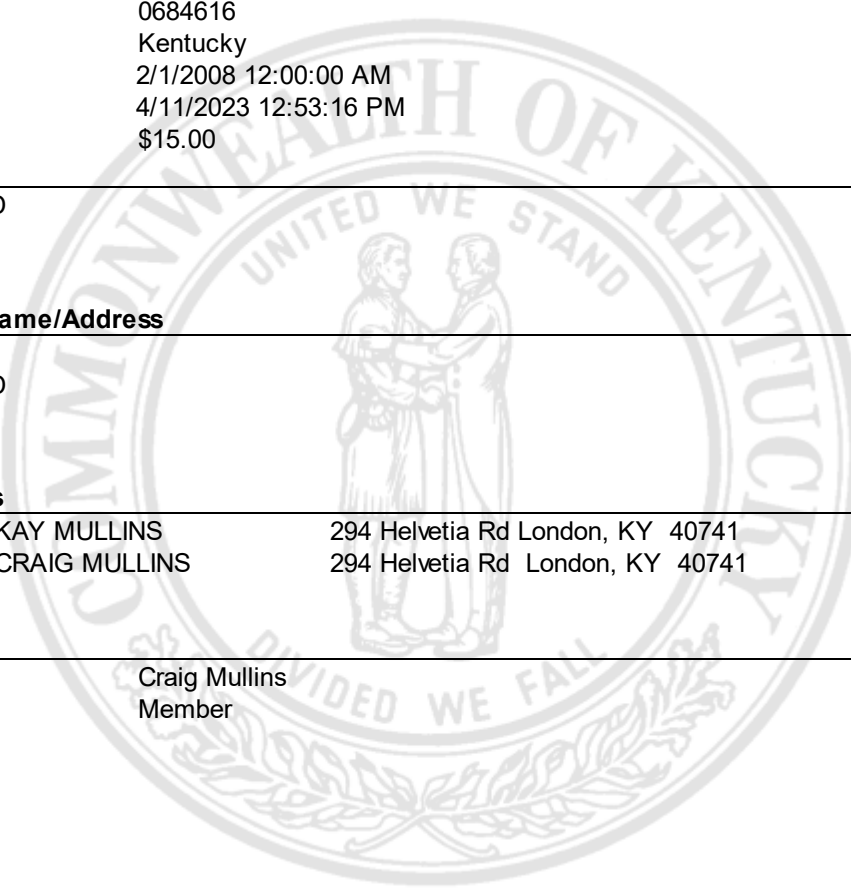 0684616
Kentucky
2/1/2008 12:00:00 AM
4/11/2023 12:53:16 PM
$15.00
COMMONWEALTH OF KENTUCKY
UNITED WE STAND
ame/Address
s
KAY MULLINS 294 Helvetia Rd London, KY 40741
CRAIG MULLINS 294 Helvetia Rd London, KY 40741
DIVIDED WE FALL
Craig Mullins
Member